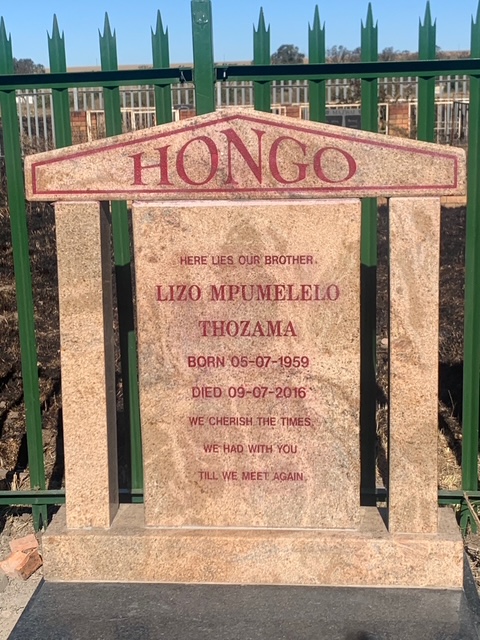 HONGO
HERE LIES OUR BROTHER.
LIZO MPUMELELO
THOZAMA
BORN 05-07-1959
DIED 09-07-2016
WE CHERISH THE TIMES,
WE HAD WITH YOU
TILL WE MEET AGAIN.